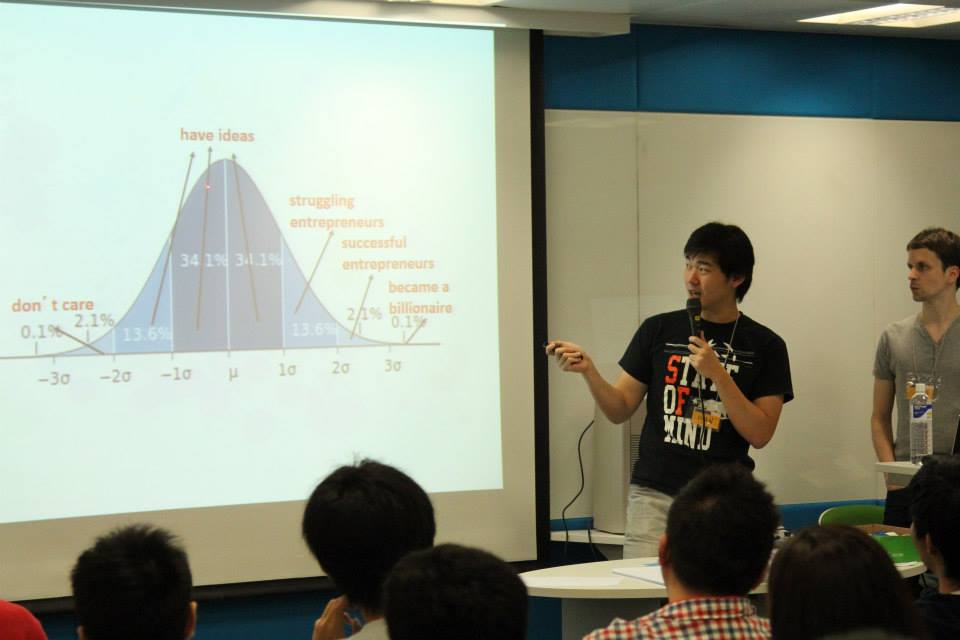 have ideas
struggling
entrepreneurs
successful
entrepreneurs
became a
billionaire
don't care
34.1% 34.1%
0.1% 2.1% 13.6% 13.6% 2.1% 0.1%
−3σ −2σ −1σ μ 1σ 2σ 3σ
STATE
OF
MIND